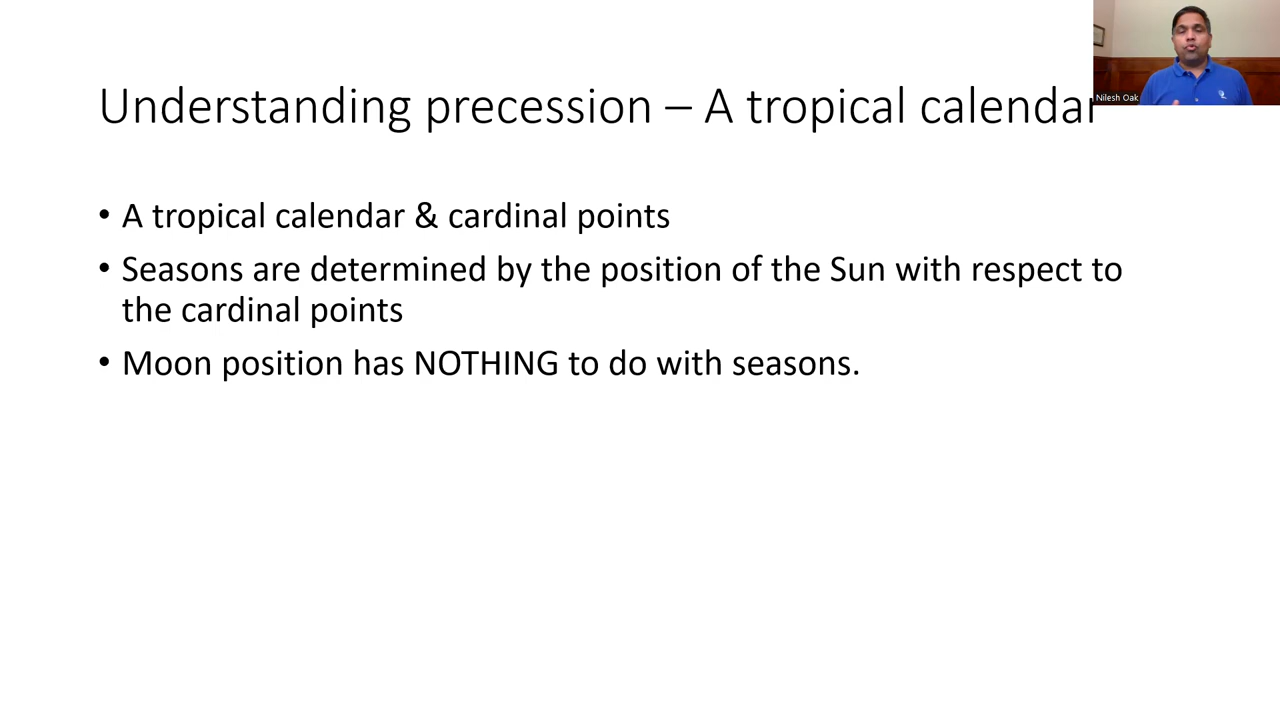 Understanding precession – A tropical calendar
Nilesh Oak
• A tropical calendar & cardinal points
• Seasons are determined by the position of the Sun with respect to
the cardinal points
• Moon position has NOTHING to do with seasons.